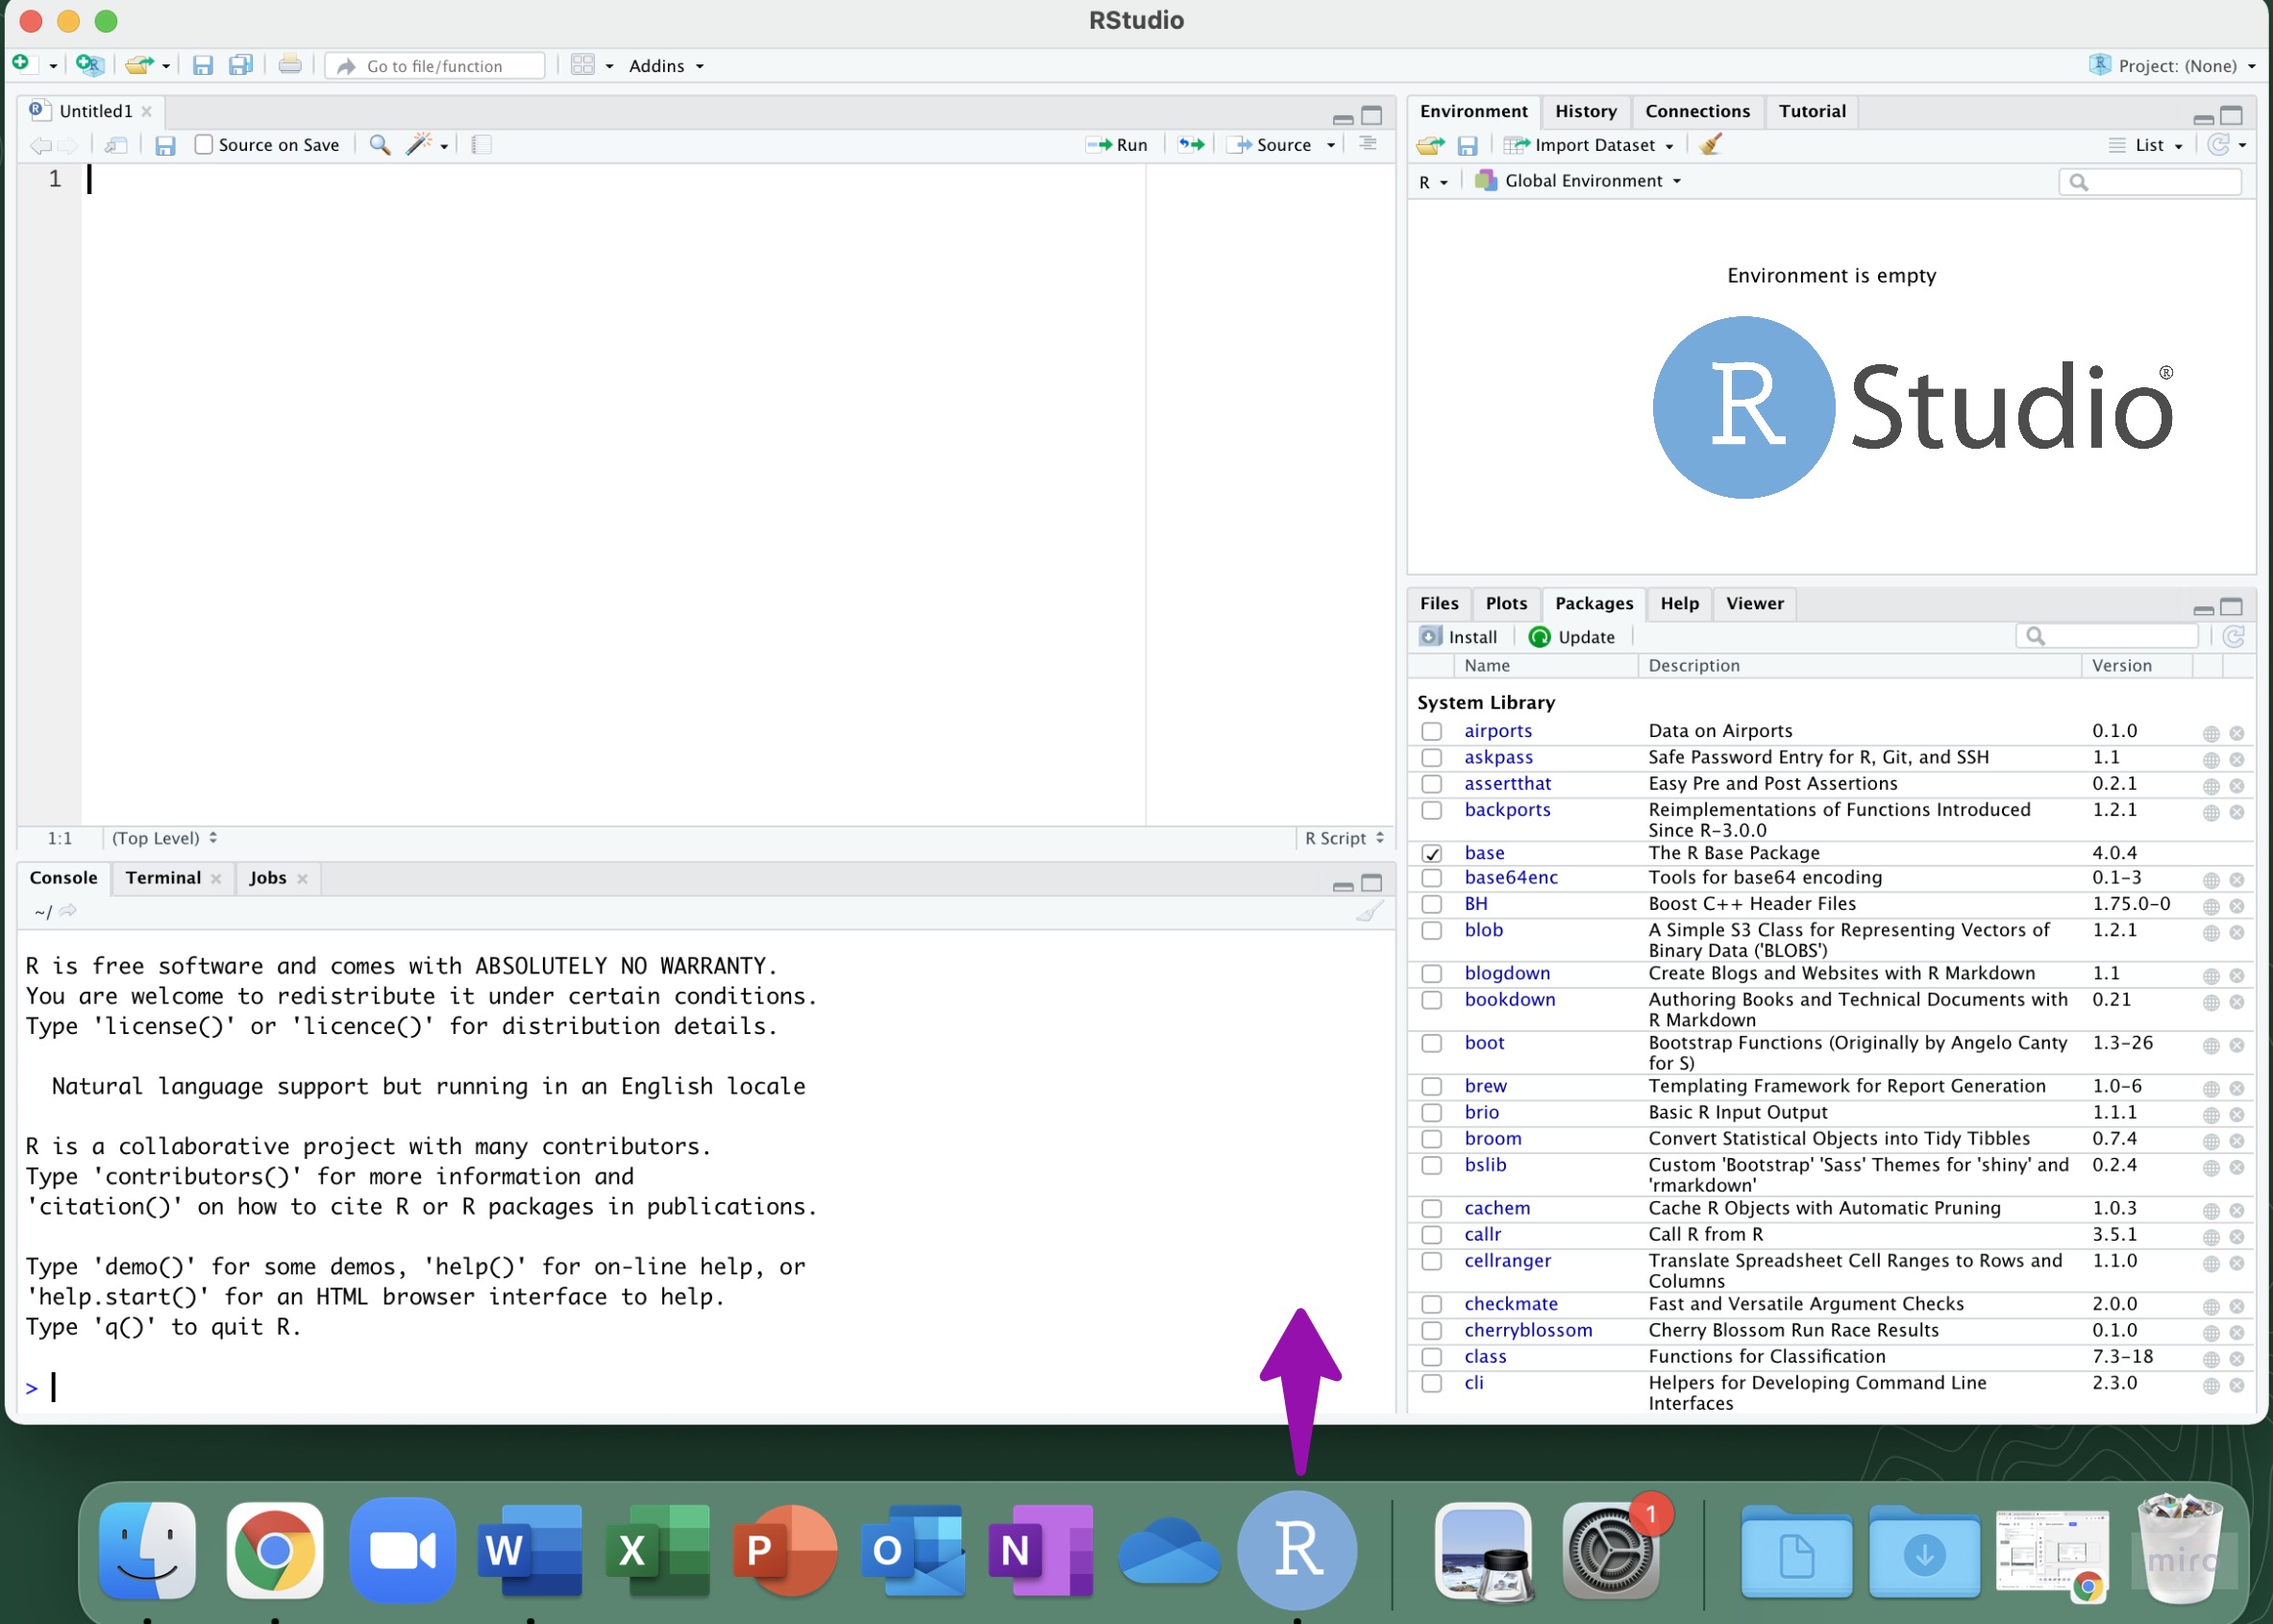 RStudio
Go to file/function
Addins
Project: (None)
Untitled1
Source on Save
Run
Source
1
1:1
(Top Level)
R Script
Console
Terminal
Jobs
~/
R is free software and comes with ABSOLUTELY NO WARRANTY.
You are welcome to redistribute it under certain conditions.
Type 'license()' or 'licence()' for distribution details.
Natural language support but running in an English locale
R is a collaborative project with many contributors.
Type 'contributors()' for more information and
'citation()' on how to cite R or R packages in publications.
Type 'demo()' for some demos, 'help()' for on-line help, or
'help.start()' for an HTML browser interface to help.
Type 'q()' to quit R.
>
Environment
History
Connections
Tutorial
Import Dataset
List
R
Global Environment
Environment is empty
R Studio®
Files
Plots
Packages
Help
Viewer
Install
Update
Name Description Version
System Library
airports Data on Airports 0.1.0
askpass Safe Password Entry for R, Git, and SSH 1.1
assertthat Easy Pre and Post Assertions 0.2.1
backports Reimplementations of Functions Introduced 1.2.1
Since R-3.0.0
base The R Base Package 4.0.4
base64enc Tools for base64 encoding 0.1-3
BH Boost C++ Header Files 1.75.0-0
blob A Simple S3 Class for Representing Vectors of 1.2.1
Binary Data ('BLOBS')
blogdown Create Blogs and Websites with R Markdown 1.1
bookdown Authoring Books and Technical Documents with 0.21
R Markdown
boot Bootstrap Functions (Originally by Angelo Canty 1.3-26
for S)
brew Templating Framework for Report Generation 1.0-6
brio Basic R Input Output 1.1.1
broom Convert Statistical Objects into Tidy Tibbles 0.7.4
bslib Custom 'Bootstrap' 'Sass' Themes for 'shiny' and 0.2.4
'rmarkdown'
cachem Cache R Objects with Automatic Pruning 1.0.3
callr Call R from R 3.5.1
cellranger Translate Spreadsheet Cell Ranges to Rows and 1.1.0
Columns
checkmate Fast and Versatile Argument Checks 2.0.0
cherryblossom Cherry Blossom Run Race Results 0.1.0
class Functions for Classification 7.3-18
cli Helpers for Developing Command Line 2.3.0
Interfaces
W
X
P
O
N
R
1
miro